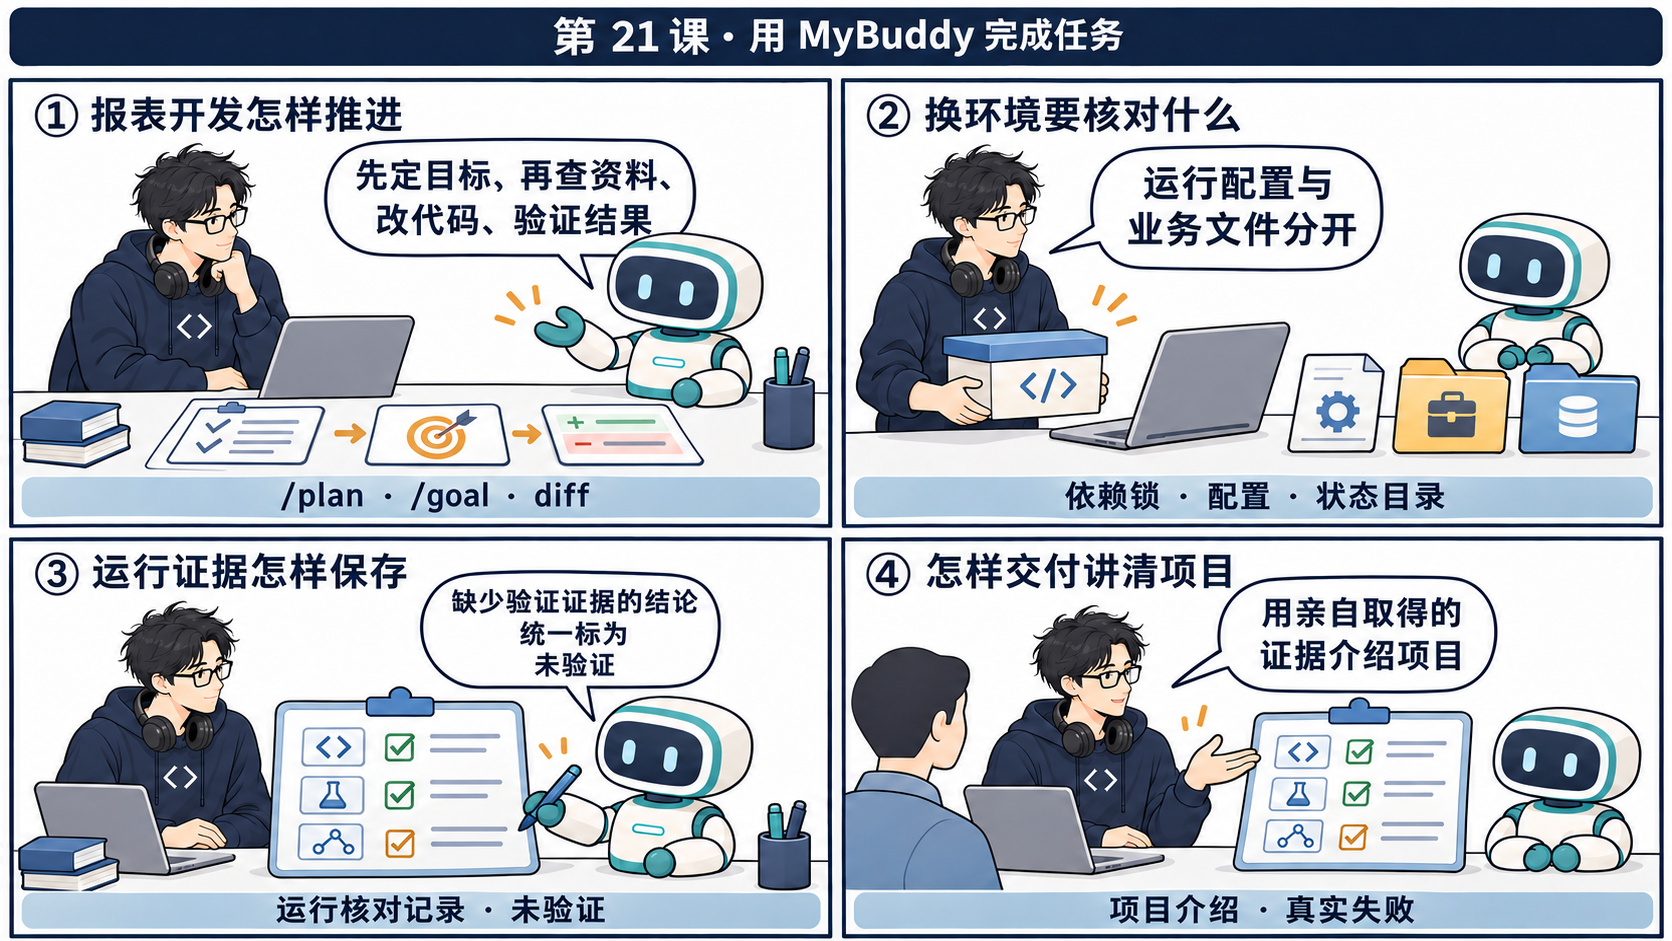 第 21 课·用 MyBuddy 完成任务
① 报表开发怎样推进
先定目标、再查资料、
改代码、验证结果
<>
/plan · /goal · diff
② 换环境要核对什么
运行配置与
业务文件分开
<>
</>
依赖锁 · 配置 · 状态目录
③ 运行证据怎样保存
缺少验证证据的结论
统一标为
未验证
<>
<>
运行核对记录 · 未验证
④ 怎样交付讲清项目
用亲自取得的
证据介绍项目
<>
<>
项目介绍 · 真实失败